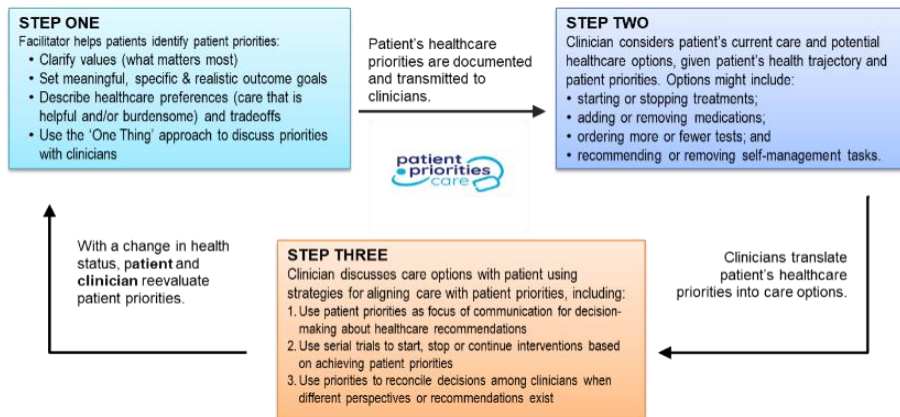 STEP ONE
Facilitator helps patients identify patient priorities:
• Clarify values (what matters most)
• Set meaningful, specific & realistic outcome goals
• Describe healthcare preferences (care that is
helpful and/or burdensome) and tradeoffs
• Use the ‘One Thing’ approach to discuss priorities
with clinicians
Patient’s healthcare
priorities are documented
and transmitted to
clinicians.
STEP TWO
Clinician considers patient’s current care and potential
healthcare options, given patient’s health trajectory and
patient priorities. Options might include:
• starting or stopping treatments;
• adding or removing medications;
• ordering more or fewer tests; and
• recommending or removing self-management tasks.
patient
priorities
care
Clinicians translate
patient’s healthcare
priorities into care options.
STEP THREE
Clinician discusses care options with patient using
strategies for aligning care with patient priorities, including:
1. Use patient priorities as focus of communication for decision-
making about healthcare recommendations
2. Use serial trials to start, stop or continue interventions based
on achieving patient priorities
3. Use priorities to reconcile decisions among clinicians when
different perspectives or recommendations exist
With a change in health
status, patient and
clinician reevaluate
patient priorities.